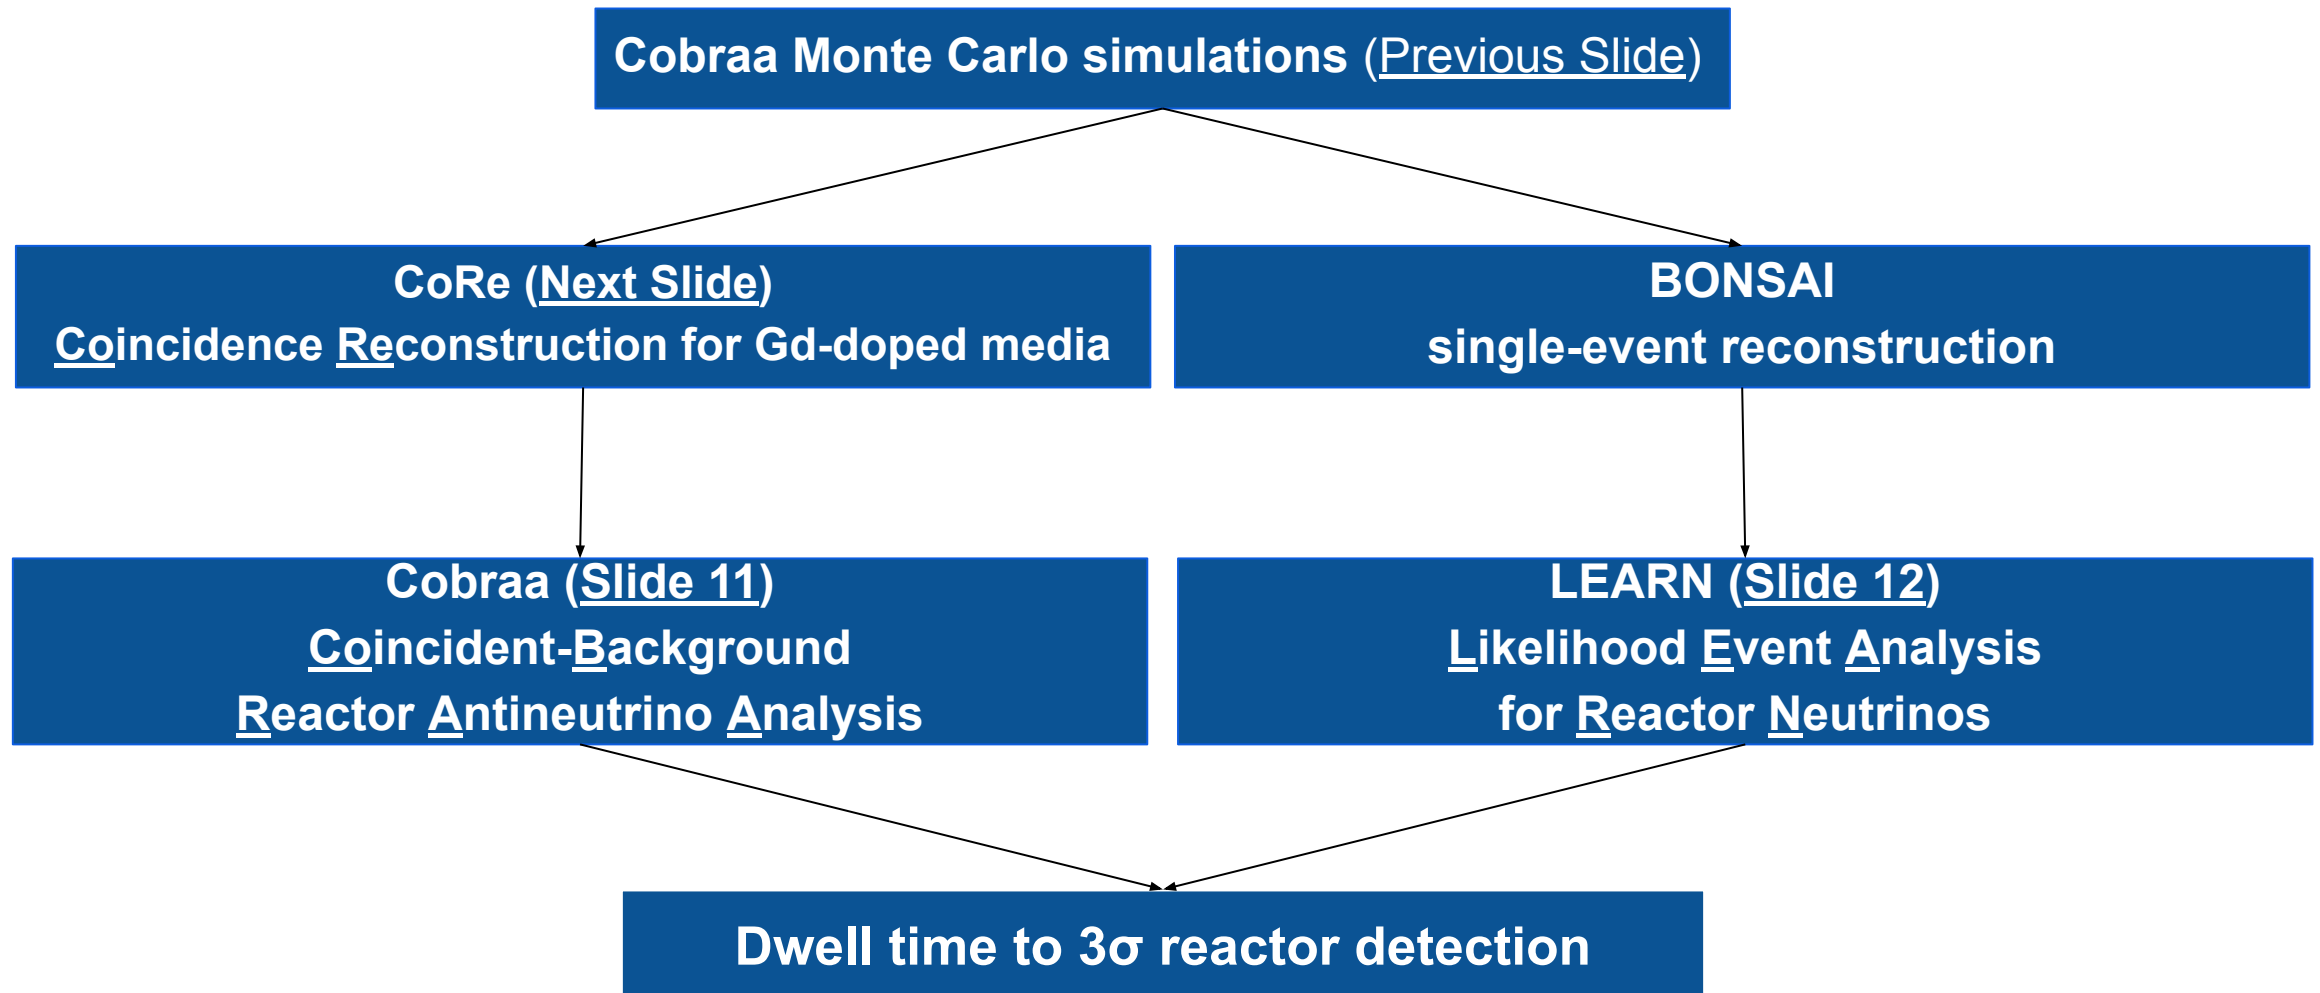 Cobraa Monte Carlo simulations (Previous Slide)
CoRe (Next Slide)
Coincidence Reconstruction for Gd-doped media
BONSAI
single-event reconstruction
Cobraa (Slide 11)
Coincident-Background
Reactor Antineutrino Analysis
LEARN (Slide 12)
Likelihood Event Analysis
for Reactor Neutrinos
Dwell time to 3σ reactor detection